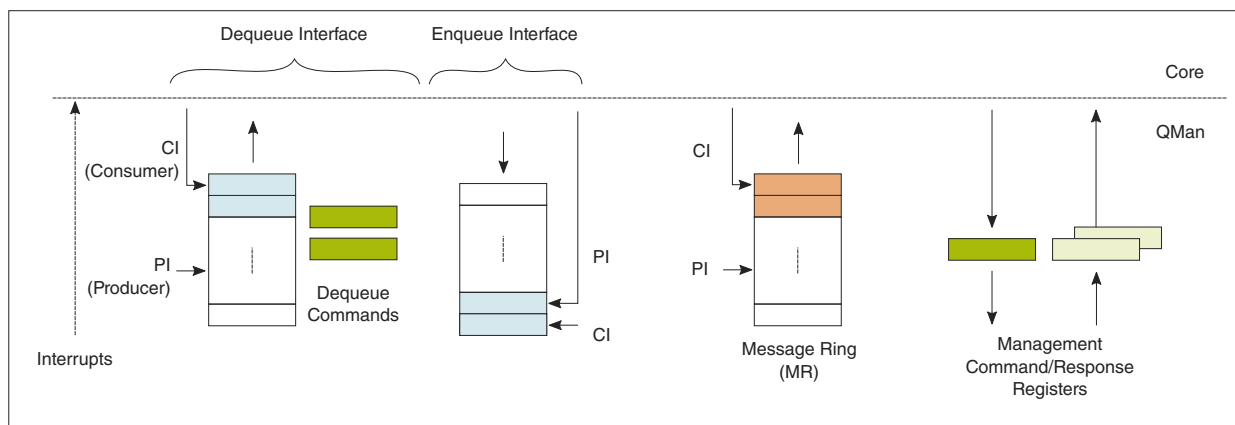 Dequeue Interface
Enqueue Interface
Core
QMan
CI
(Consumer)
PI
(Producer)
Dequeue
Commands
Interrupts
PI
CI
CI
PI
Message Ring
(MR)
Management
Command/Response
Registers